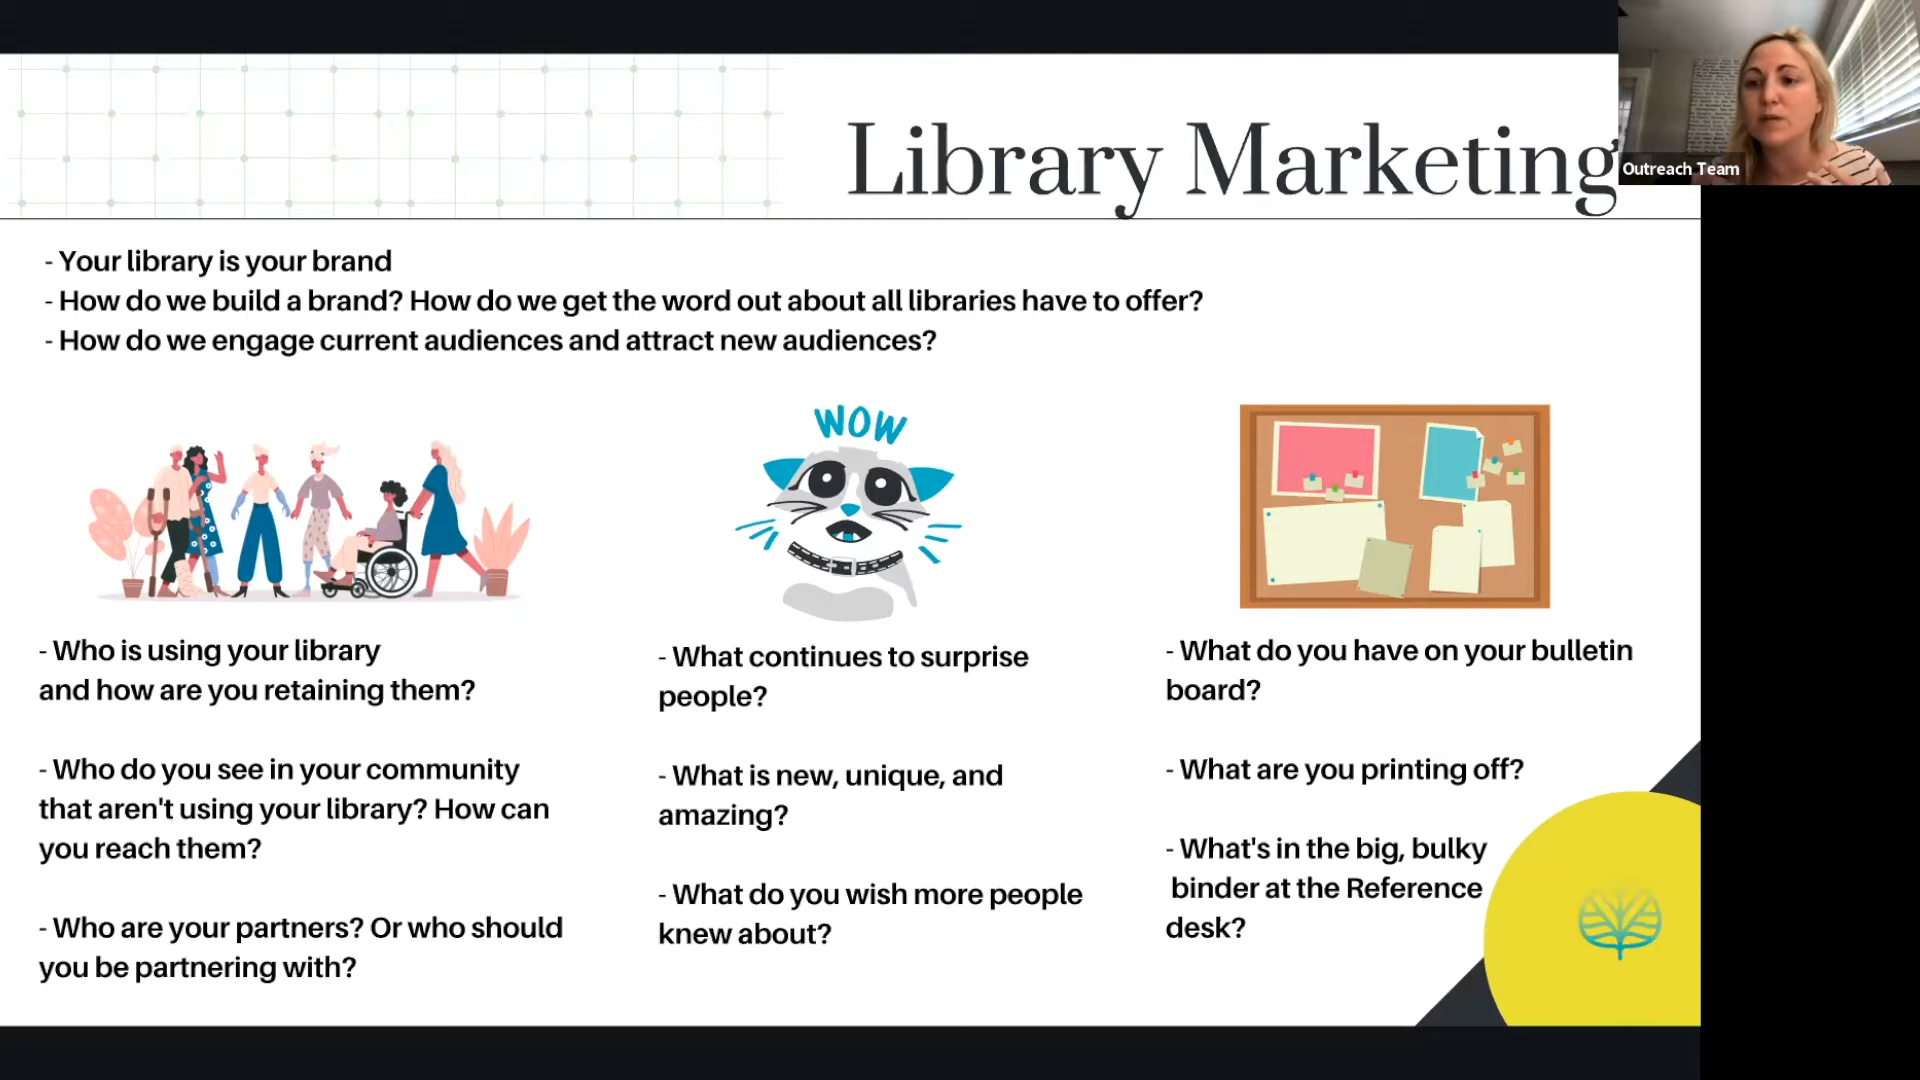 Library Marketing
Outreach Team
- Your library is your brand
- How do we build a brand? How do we get the word out about all libraries have to offer?
- How do we engage current audiences and attract new audiences?
WOW
- Who is using your library
and how are you retaining them?
- Who do you see in your community
that aren't using your library? How can
you reach them?
- Who are your partners? Or who should
you be partnering with?
- What continues to surprise
people?
- What is new, unique, and
amazing?
- What do you wish more people
knew about?
- What do you have on your bulletin
board?
- What are you printing off?
- What's in the big, bulky
binder at the Reference
desk?